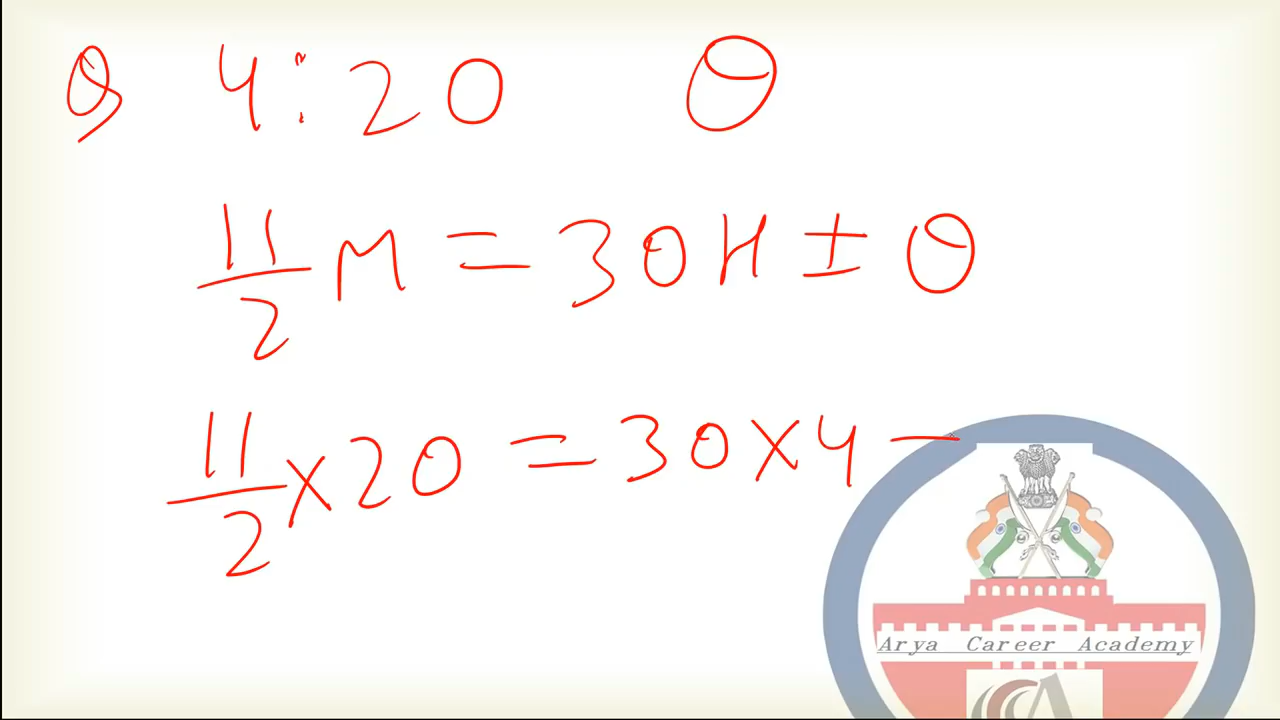 Q 4:20 θ
11/2 M = 30H ± θ
11/2 × 20 = 30 × 4 −
Arya Career Academy